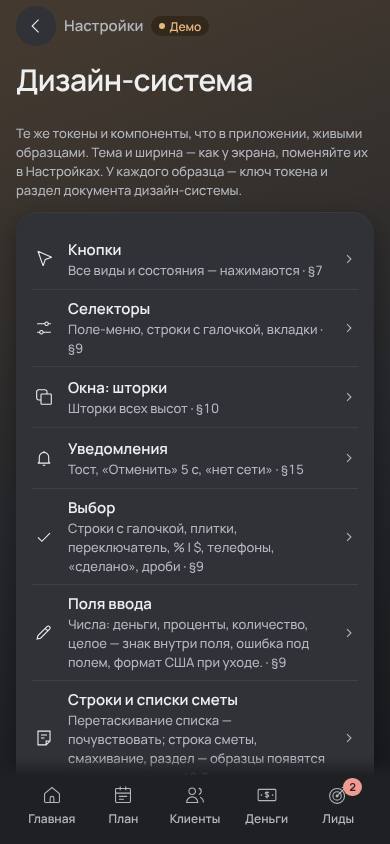 Настройки
Демо
Дизайн-система
Те же токены и компоненты, что в приложении, живыми
образцами. Тема и ширина — как у экрана, поменяйте их
в Настройках. У каждого образца — ключ токена и
раздел документа дизайн-системы.
Кнопки
Все виды и состояния — нажимаются · §7
Селекторы
Поле-меню, строки с галочкой, вкладки ·
§9
Окна: шторки
Шторки всех высот · §10
Уведомления
Тост, «Отменить» 5 с, «нет сети» · §15
Выбор
Строки с галочкой, плитки,
переключатель, % | $, телефоны,
«сделано», дроби · §9
Поля ввода
Числа: деньги, проценты, количество,
целое — знак внутри поля, ошибка под
полем, формат США при уходе. · §9
Строки и списки сметы
Перетаскивание списка —
почувствовать; строка сметы,
смахивание, раздел — образцы появятся
2
Главная
План
Клиенты
Деньги
Лиды